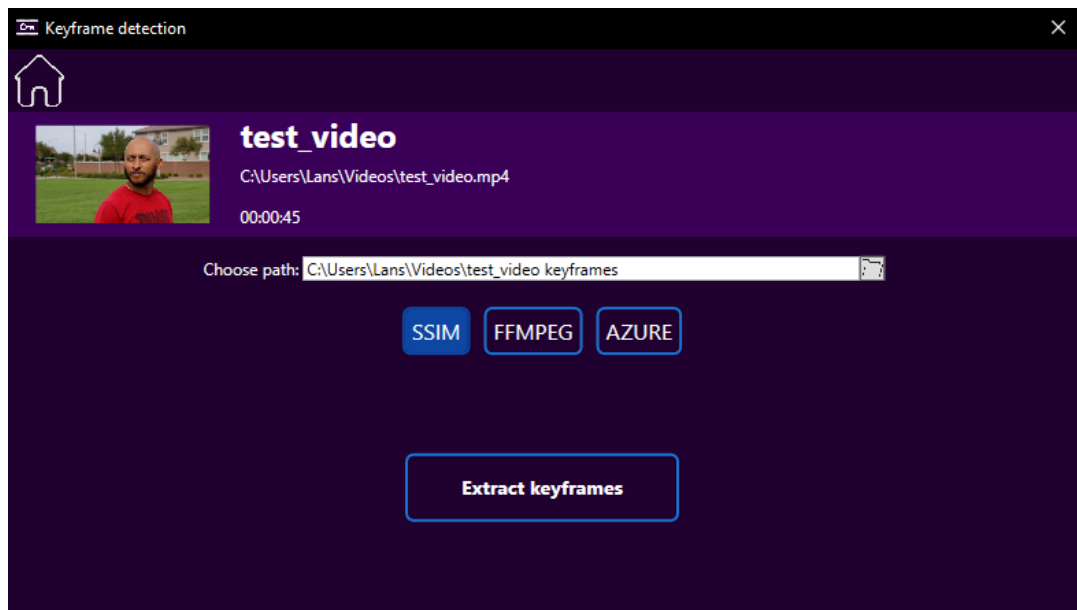 Keyframe detection
test_video
C:\Users\Lans\Videos\test_video.mp4
00:00:45
Choose path: C:\Users\Lans\Videos\test_video keyframes
SSIM FFMPEG AZURE
Extract keyframes